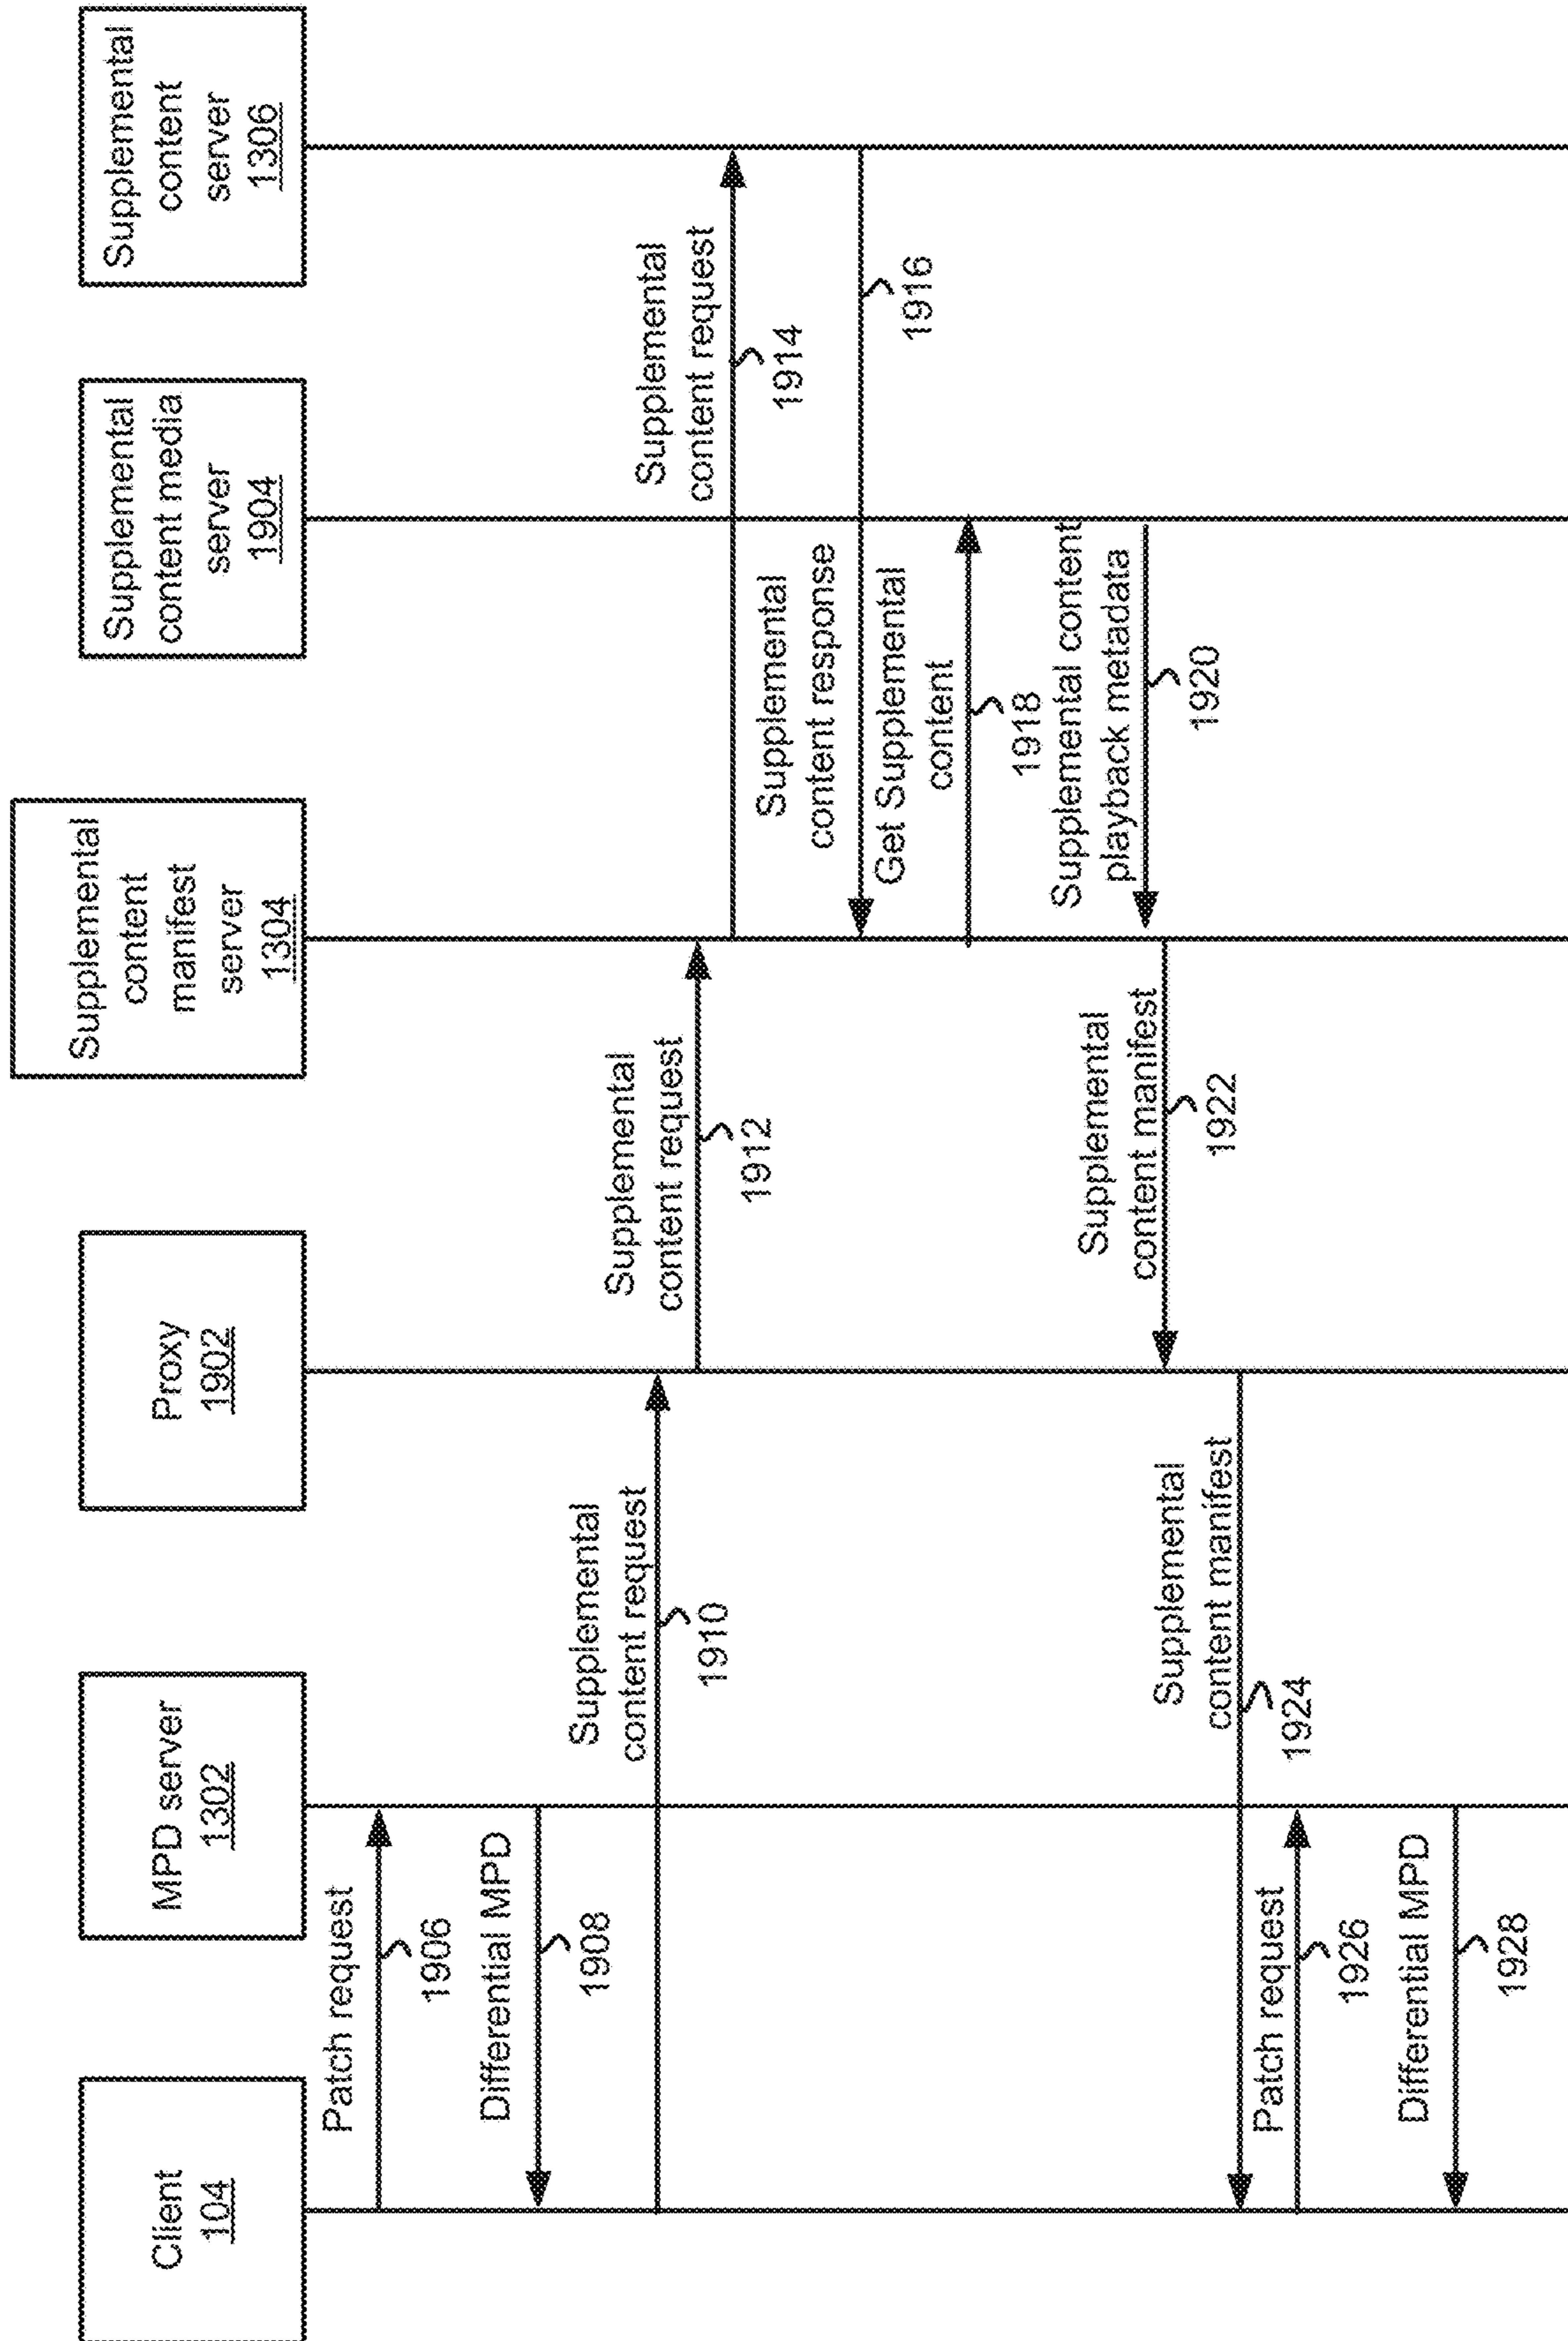 Client
104
MPD server
1302
Proxy
1902
Supplemental
content
manifest
server
1304
Supplemental
content media
server
1904
Supplemental
content
server
1306
Patch request
1906
Differential MPD
1908
Supplemental
content request
1910
Supplemental
content request
1912
Supplemental
content request
1914
Supplemental
content response
1916
Get Supplemental
content
1918
Supplemental content
playback metadata
1920
Supplemental
content manifest
1922
Supplemental
content manifest
1924
Patch request
1926
Differential MPD
1928